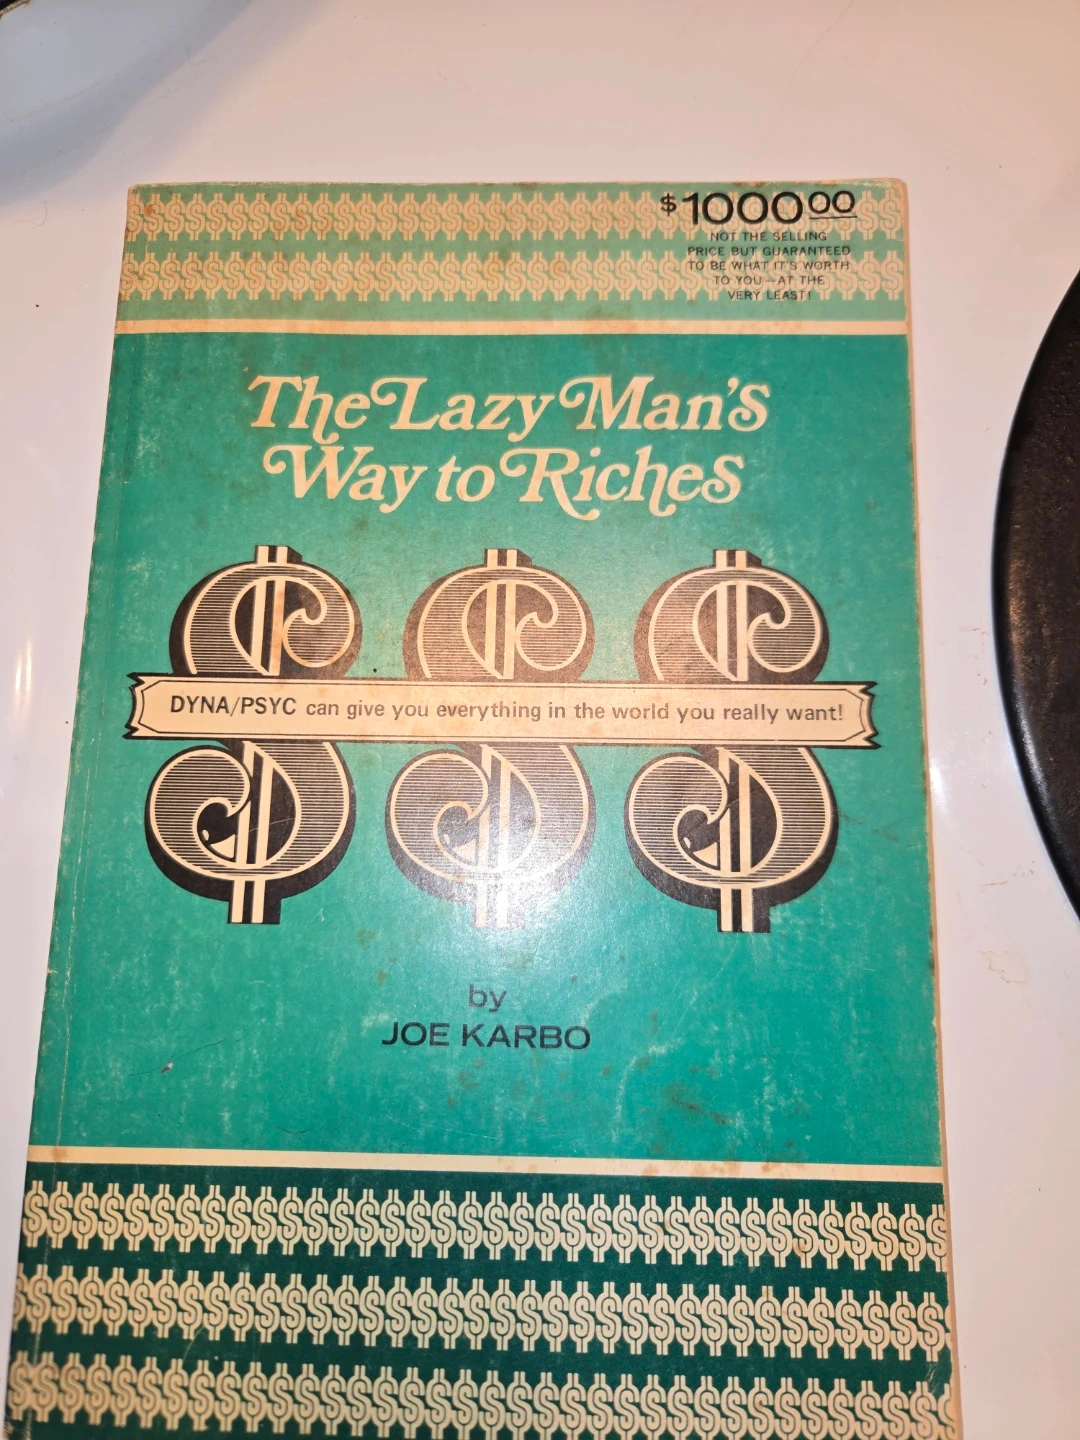 $1000.00
NOT THE SELLING
PRICE BUT GUARANTEED
TO BE WHAT IT'S WORTH
TO YOU—AT THE
VERY LEAST!
The Lazy Man's
Way to Riches
DYNA/PSYC can give you everything in the world you really want!
by
JOE KARBO